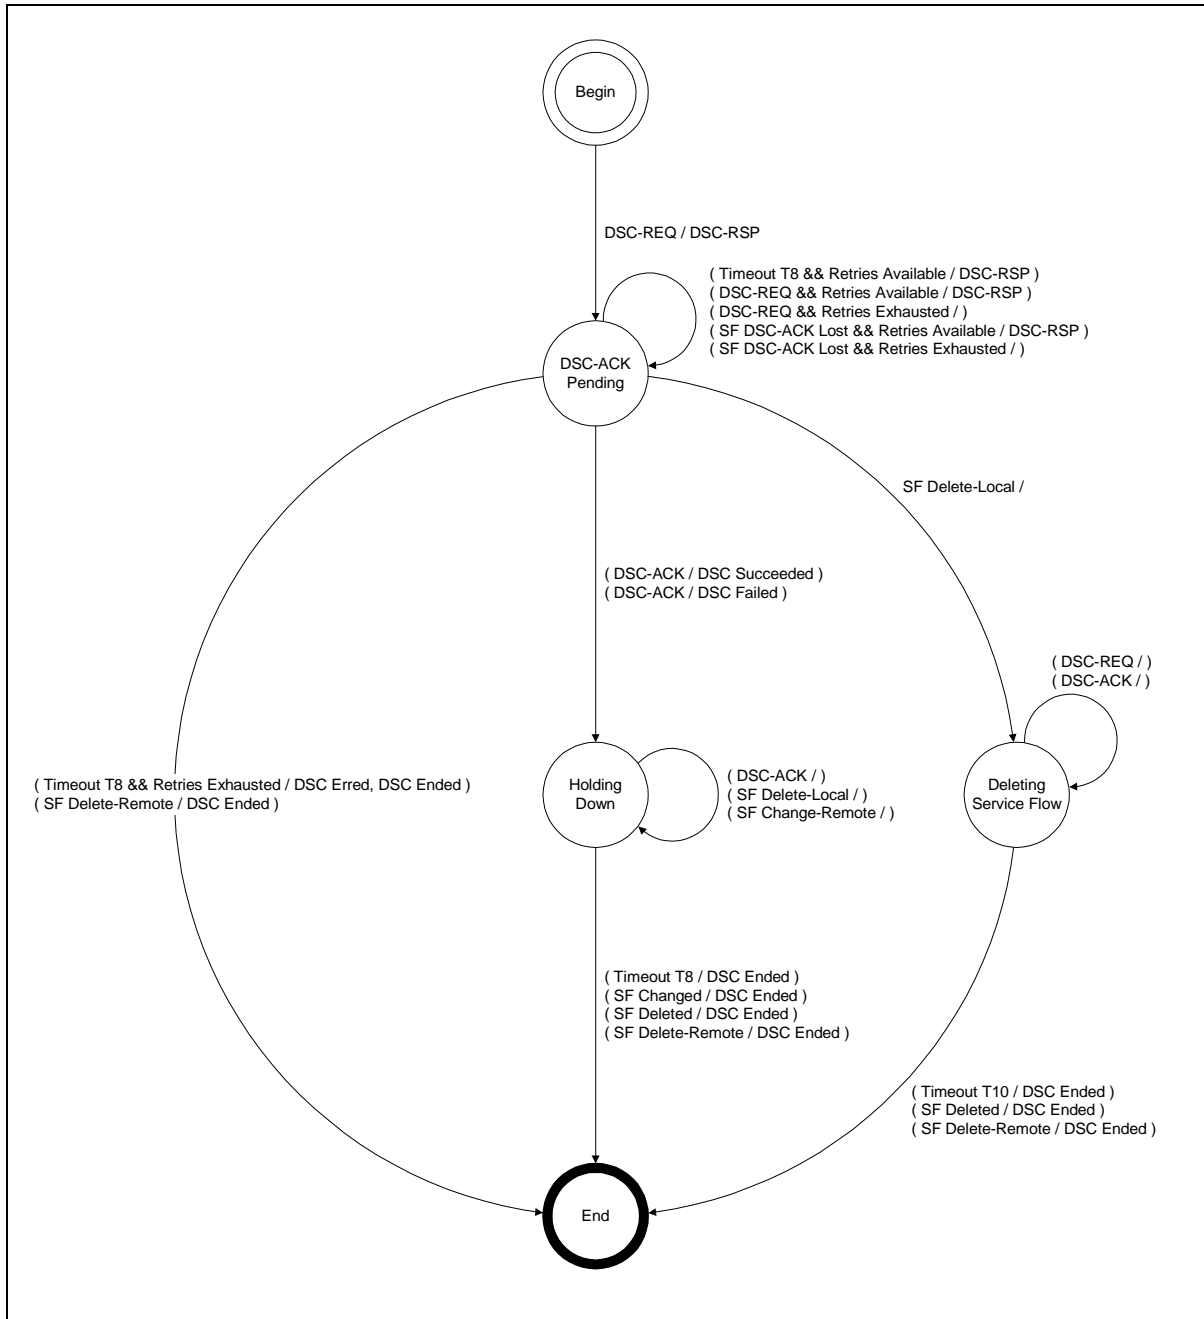 Begin
DSC-REQ / DSC-RSP
( Timeout T8 && Retries Available / DSC-RSP )
( DSC-REQ && Retries Available / DSC-RSP )
( DSC-REQ && Retries Exhausted / )
( SF DSC-ACK Lost && Retries Available / DSC-RSP )
( SF DSC-ACK Lost && Retries Exhausted / )
DSC-ACK
Pending
SF Delete-Local /
( DSC-ACK / DSC Succeeded )
( DSC-ACK / DSC Failed )
( DSC-REQ / )
( DSC-ACK / )
( Timeout T8 && Retries Exhausted / DSC Erred, DSC Ended )
( SF Delete-Remote / DSC Ended )
Holding
Down
( DSC-ACK / )
( SF Delete-Local / )
( SF Change-Remote / )
Deleting
Service Flow
( Timeout T8 / DSC Ended )
( SF Changed / DSC Ended )
( SF Deleted / DSC Ended )
( SF Delete-Remote / DSC Ended )
( Timeout T10 / DSC Ended )
( SF Deleted / DSC Ended )
( SF Delete-Remote / DSC Ended )
End